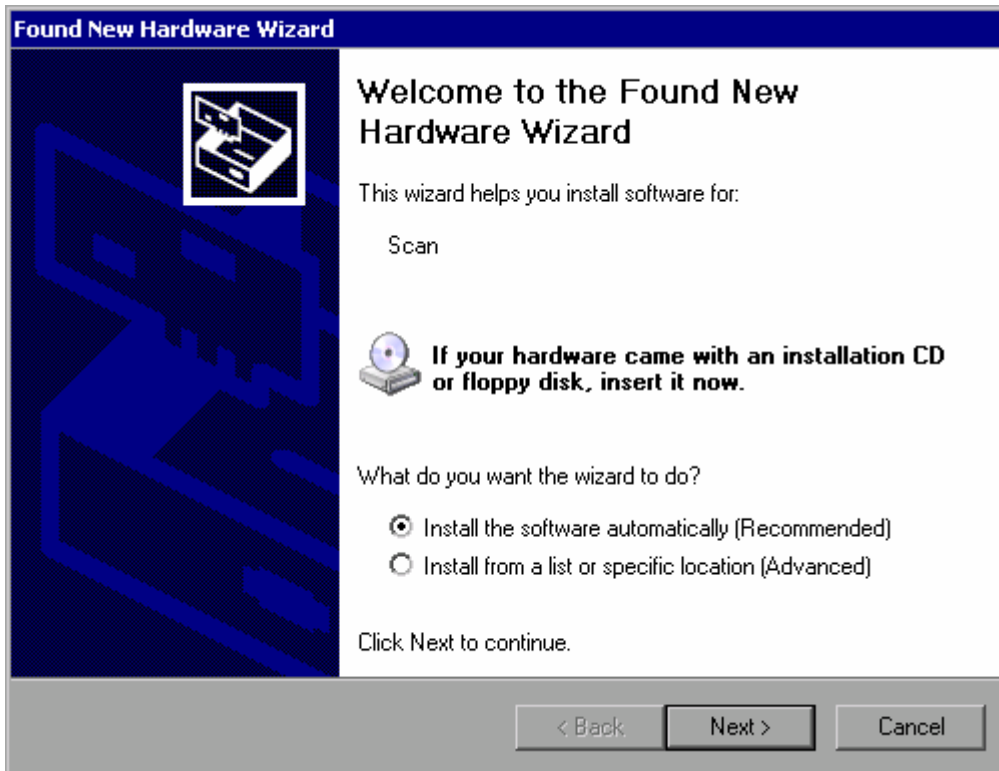 Found New Hardware Wizard
Welcome to the Found New
Hardware Wizard
This wizard helps you install software for:
Scan
If your hardware came with an installation CD
or floppy disk, insert it now.
What do you want the wizard to do?
Install the software automatically (Recommended)
Install from a list or specific location (Advanced)
Click Next to continue.
< Back
Next >
Cancel